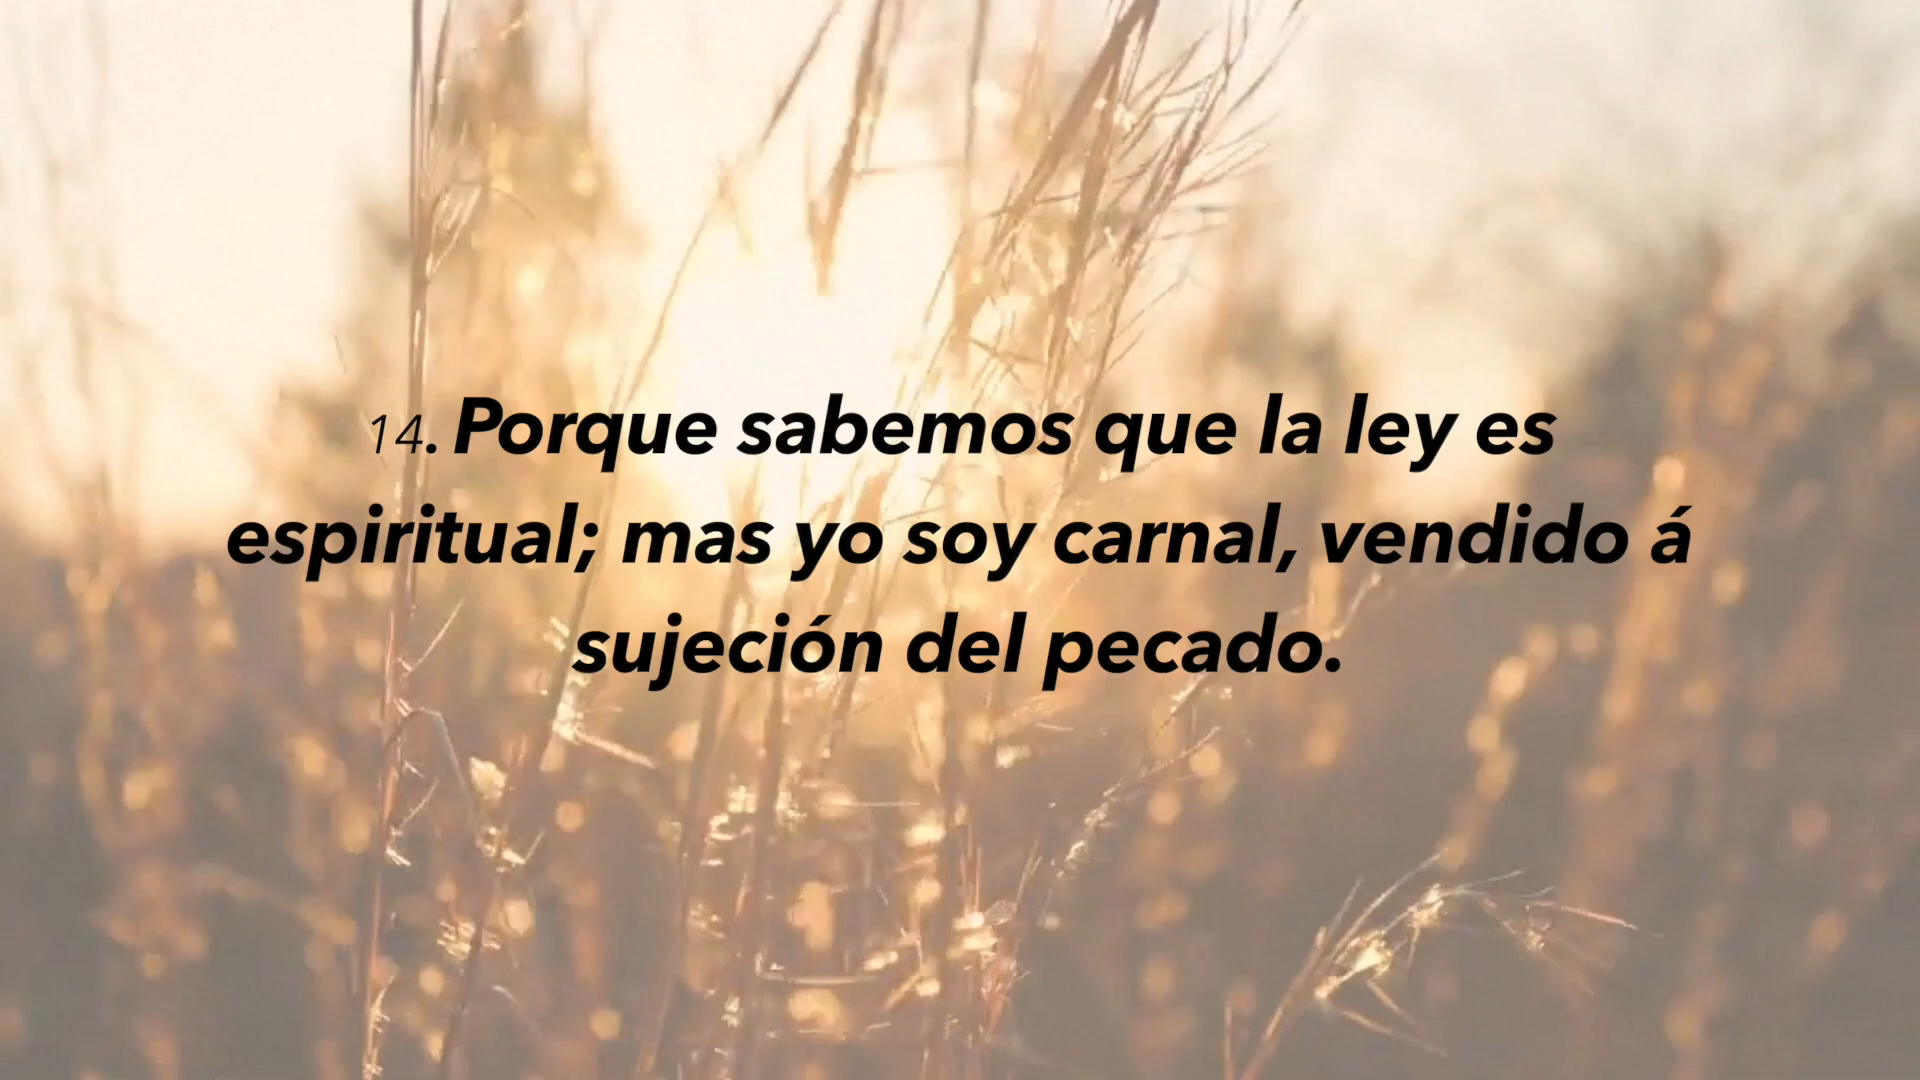 14. Porque sabemos que la ley es
espiritual; mas yo soy carnal, vendido á
sujeción del pecado.